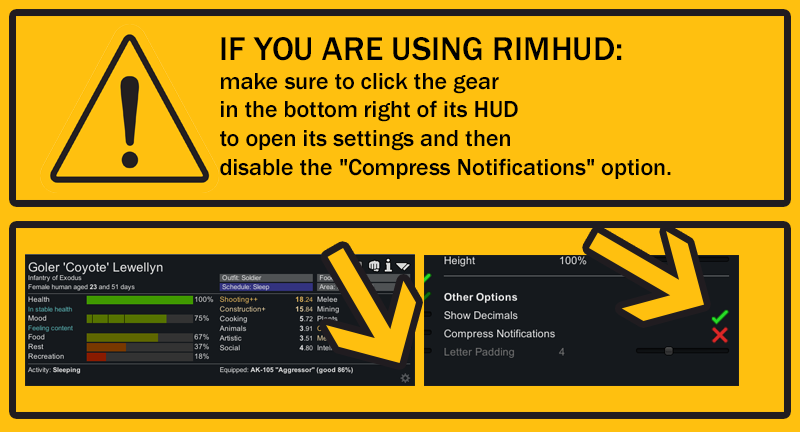 IF YOU ARE USING RIMHUD:
make sure to click the gear
in the bottom right of its HUD
to open its settings and then
disable the "Compress Notifications" option.
Goler 'Coyote' Lewellyn
Infantry of Exodus
Female human aged 23 and 51 days
Outfit: Soldier
Schedule: Sleep
Area:
Health 100% Shooting++ 18.24 Melee
In stable health Construction+ 15.84 Mining
Mood 75% Cooking 5.72
Feeling content Animals 3.91
Food 67% Artistic 3.51
Rest 37% Social 4.80
Recreation 18%
Activity: Sleeping Equipped: AK-105 "Aggressor" (good 86%)
Height 100%
Other Options
Show Decimals
Compress Notifications
Letter Padding 4